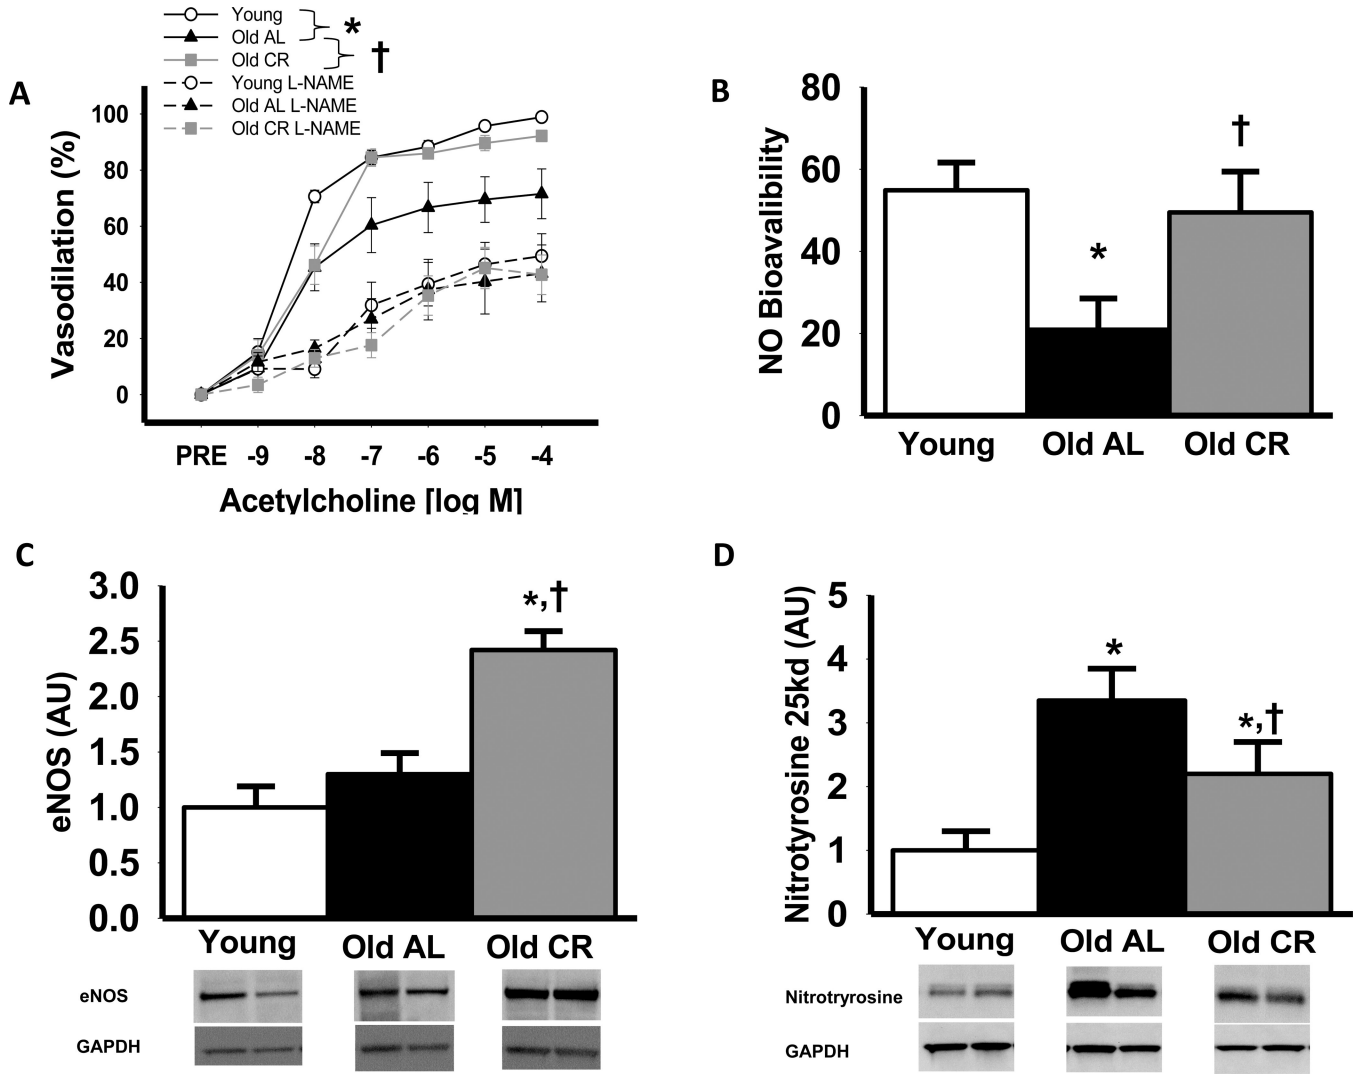 Young
*
Old AL
†
Old CR
Young L-NAME
Old AL L-NAME
Old CR L-NAME
A
Vasodilation (%)
100
80
60
40
20
0
PRE -9 -8 -7 -6 -5 -4
Acetylcholine [log M]
B
NO Bioavalibility
80
60
40
20
0
*
†
Young Old AL Old CR
C
eNOS (AU)
3.0
2.5
2.0
1.5
1.0
0.5
0.0
*,†
Young Old AL Old CR
eNOS
GAPDH
D
Nitrotyrosine 25kd (AU)
5
4
3
2
1
0
*
*,†
Young Old AL Old CR
Nitrotryrosine
GAPDH